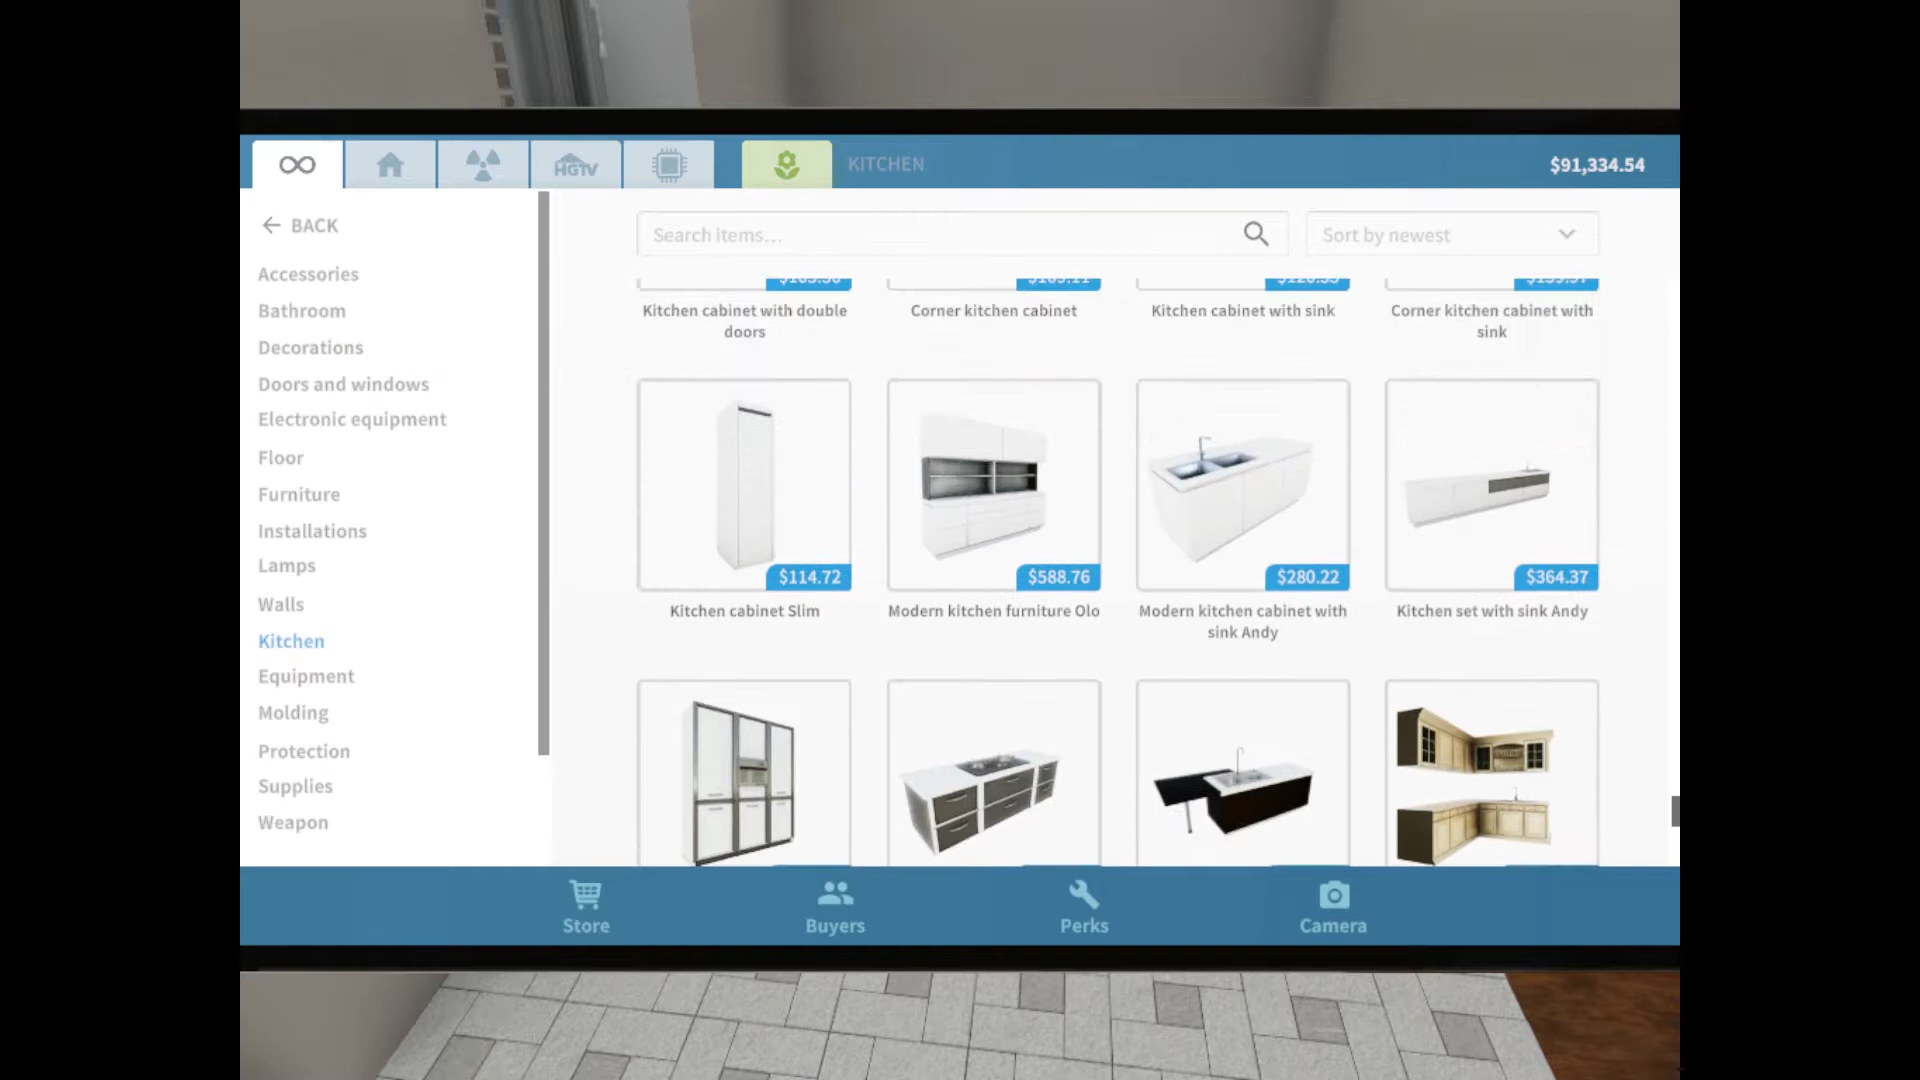 HGTV
KITCHEN
$91,334.54
BACK
Search items...
Sort by newest
Accessories
Bathroom
Decorations
Doors and windows
Electronic equipment
Floor
Furniture
Installations
Lamps
Walls
Kitchen
Equipment
Molding
Protection
Supplies
Weapon
Kitchen cabinet with double
doors
Corner kitchen cabinet
Kitchen cabinet with sink
Corner kitchen cabinet with
sink
$114.72
$588.76
$280.22
$364.37
Kitchen cabinet Slim
Modern kitchen furniture Olo
Modern kitchen cabinet with
sink Andy
Kitchen set with sink Andy
Store
Buyers
Perks
Camera